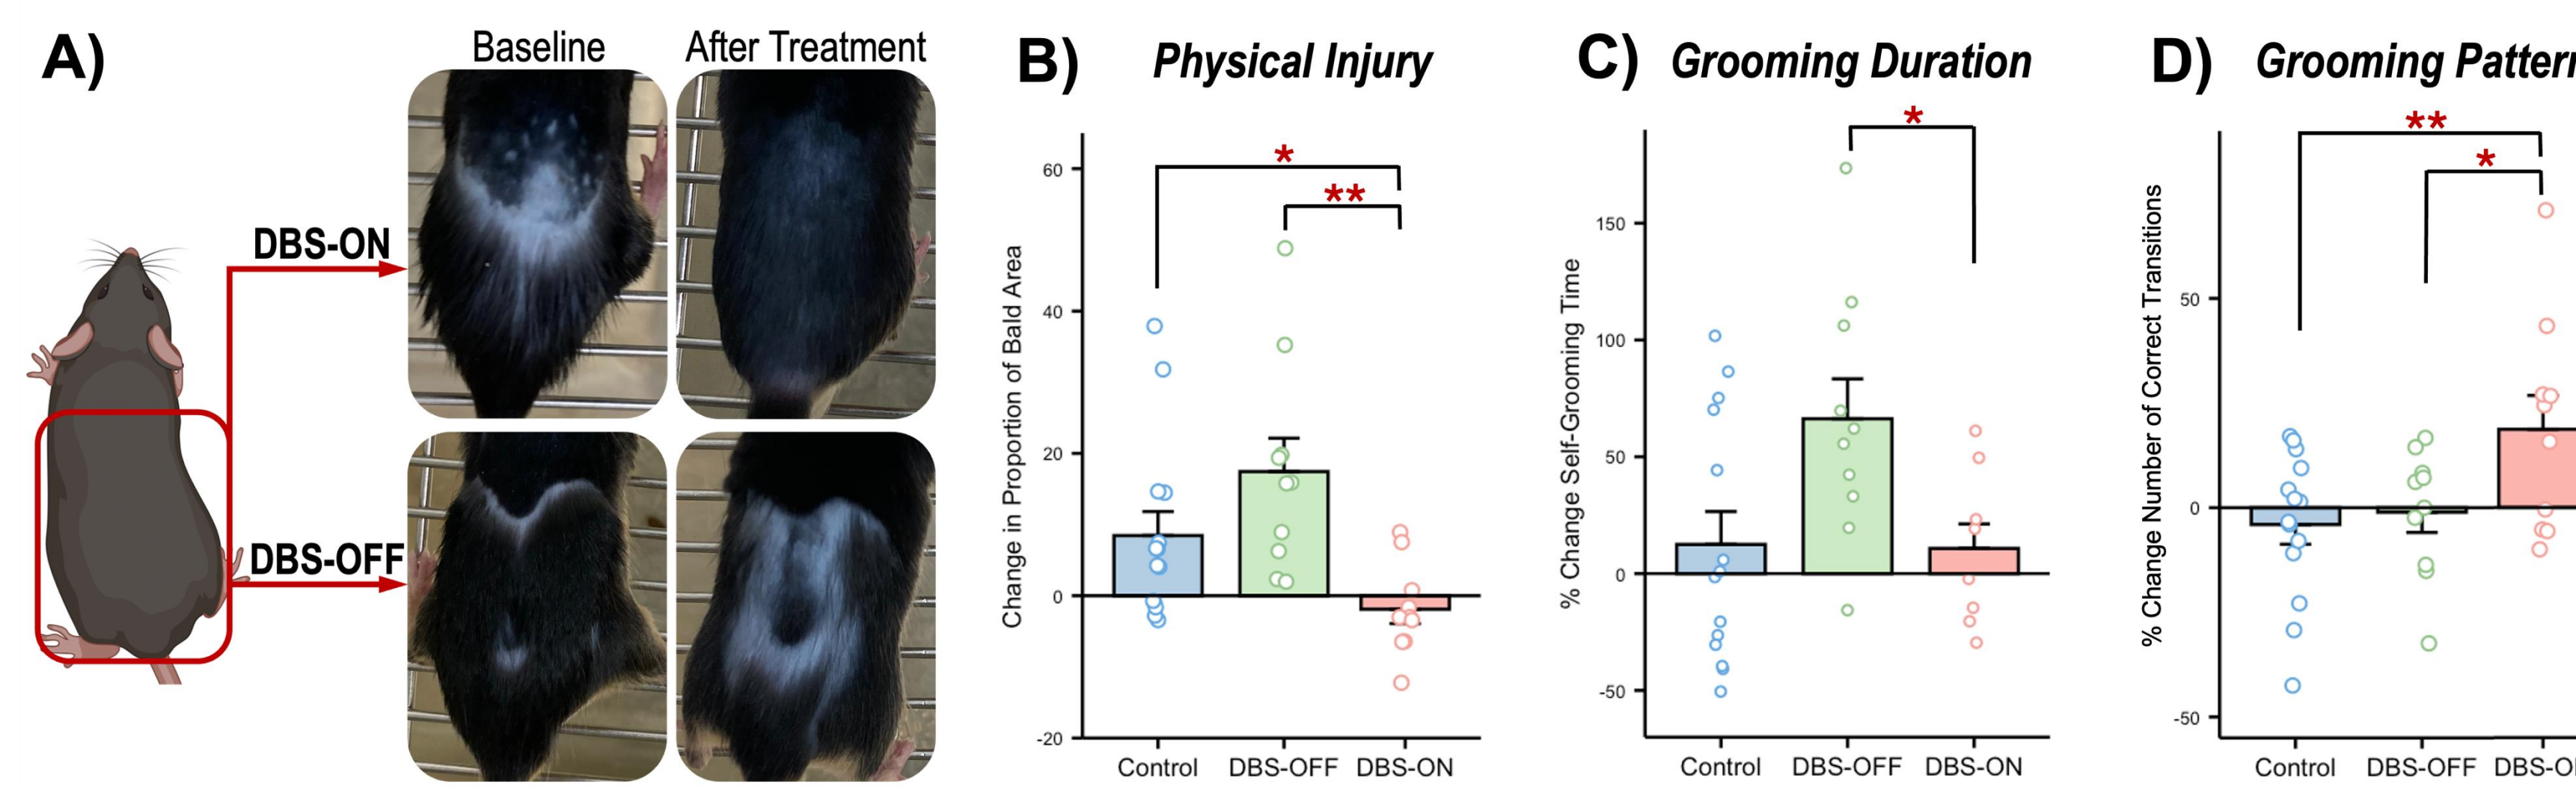 A)
Baseline
After Treatment
DBS-ON
DBS-OFF
B)
Physical Injury
*
**
Change in Proportion of Bald Area
60
40
20
0
-20
Control
DBS-OFF
DBS-ON
C)
Grooming Duration
*
% Change Self-Grooming Time
150
100
50
0
-50
Control
DBS-OFF
DBS-ON
D)
Grooming Pattern
**
*
% Change Number of Correct Transitions
50
0
-50
Control
DBS-OFF